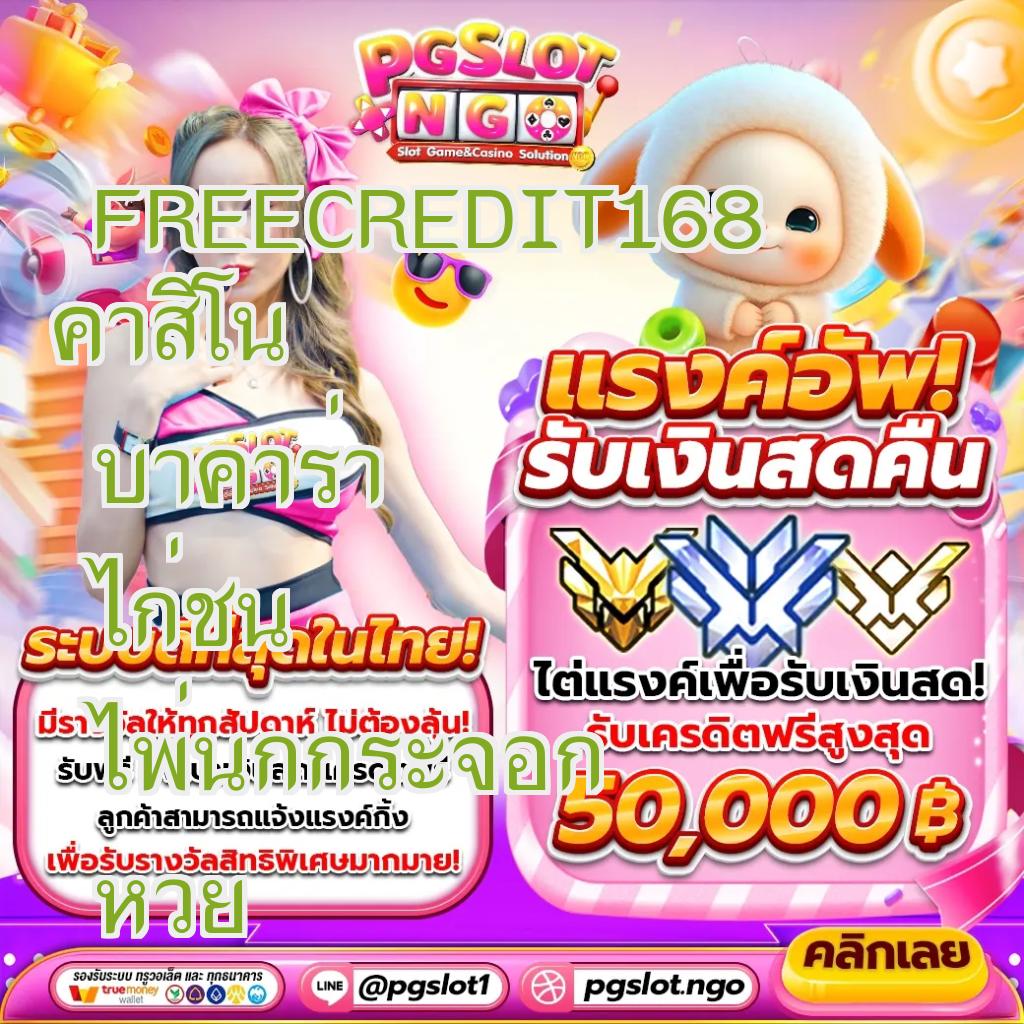 PGSLOT
NGO
Slot Game&Casino Solution
FREECREDIT168
คาสิโน
บาคาร่า
ไก่ชน
ไพ่นกกระจอก
หวย
แรงค์อัพ!
รับเงินสดคืน
ไต่แรงค์เพื่อรับเงินสด!
รับเครดิตฟรีสูงสุด
50,000 ฿
ในไทย!
ให้ทุกสัปดาห์ ไม่ต้องลุ้น!
ลูกค้าสามารถแจ้งแรงค์กิ้ง
เพื่อรับรางวัลสิทธิพิเศษมากมาย!
คลิกเลย
รองรับระบบ ทรูวอเล็ต และ ทุกธนาคาร
truemoney
wallet
LINE @pgslot1
pgslot.ngo